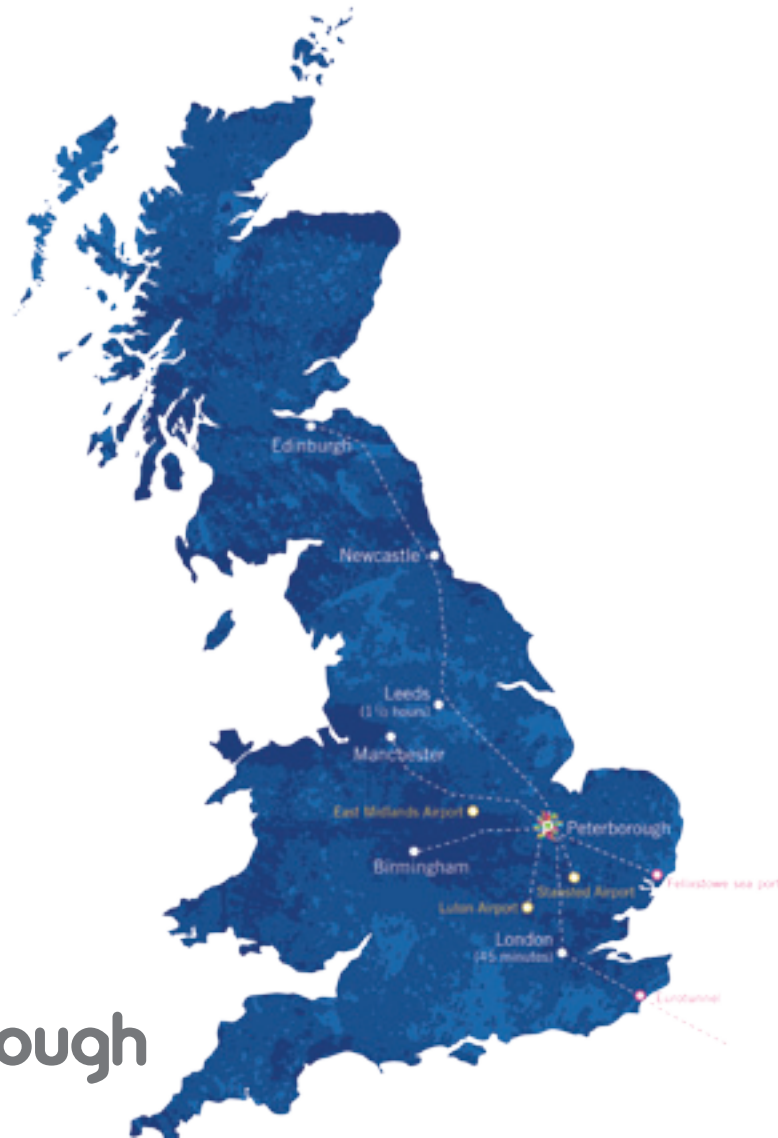 Edinburgh
Newcastle
Leeds
(1½ hours)
Manchester
East Midlands Airport
Peterborough
Birmingham
Felixstowe sea port
Stansted Airport
Luton Airport
London
(45 minutes)
Eurotunnel
ough